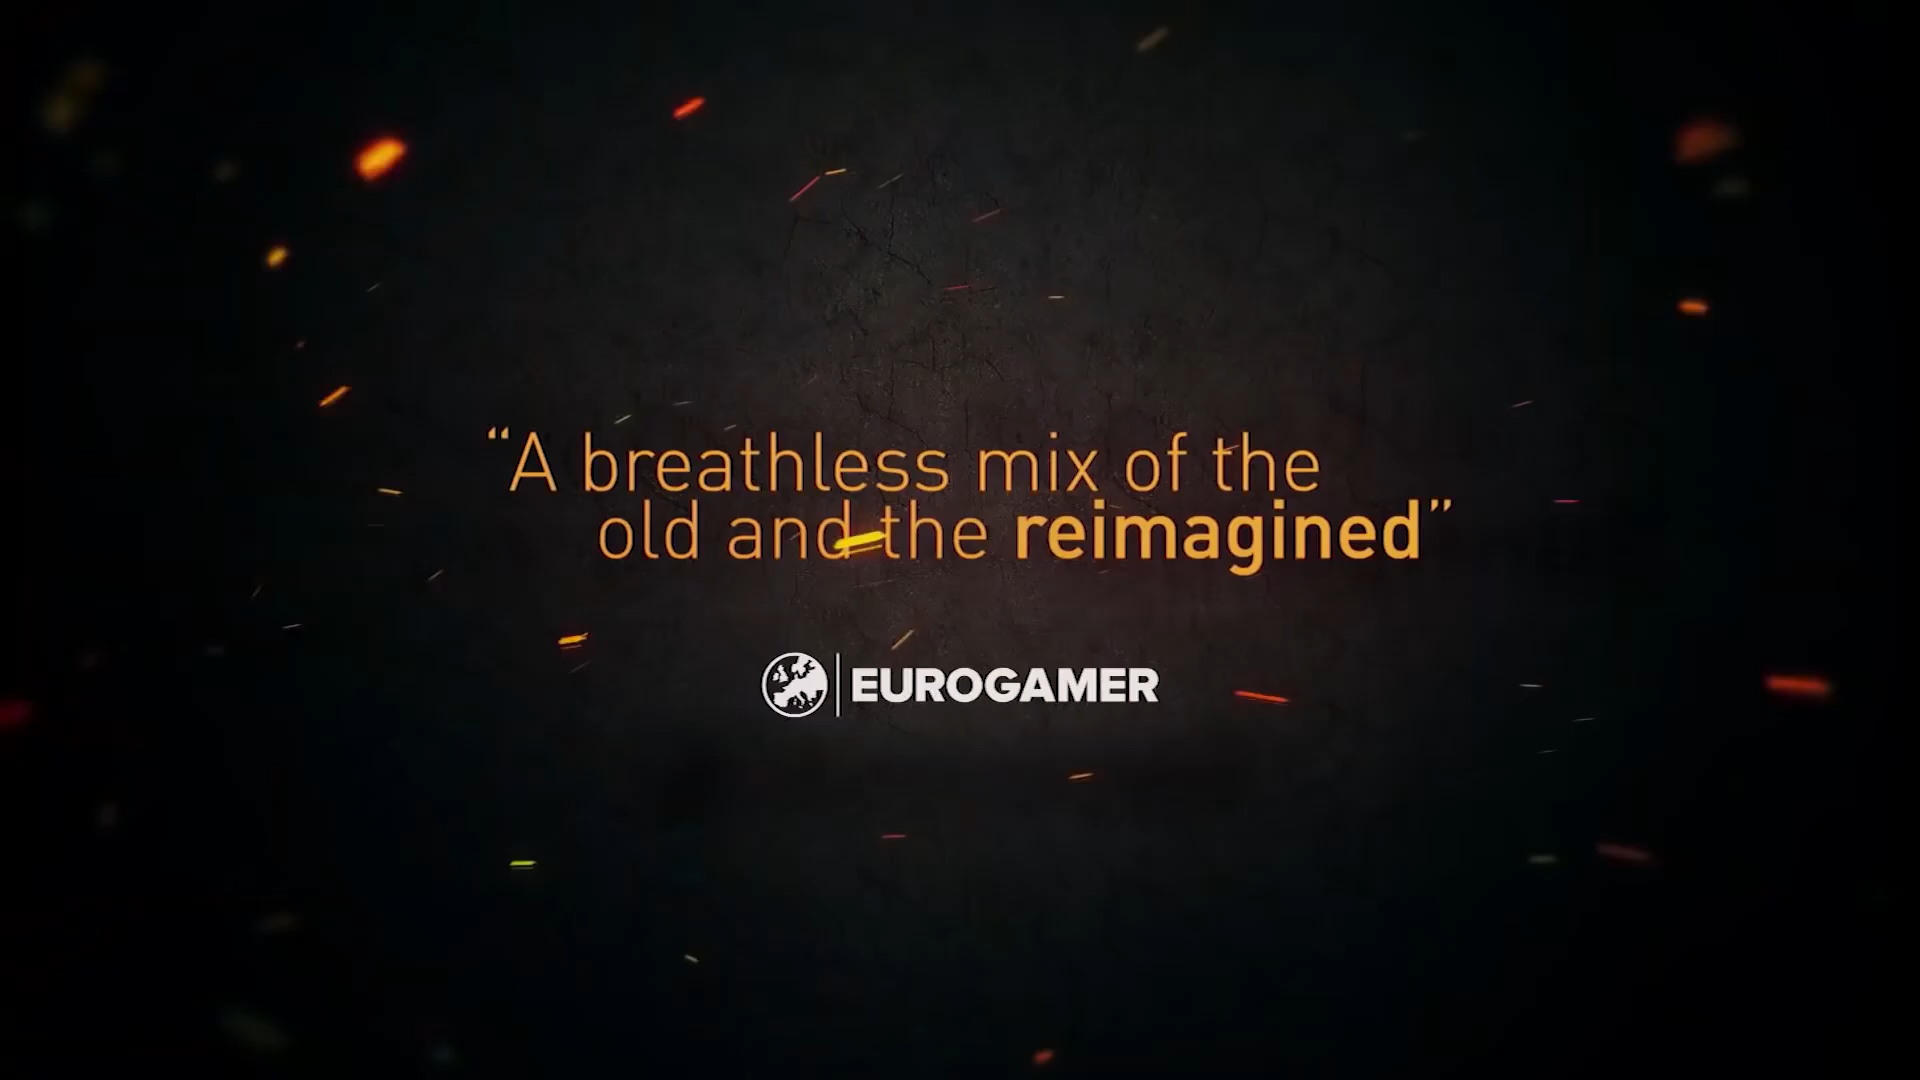 “A breathless mix of the
old and the reimagined”
EUROGAMER